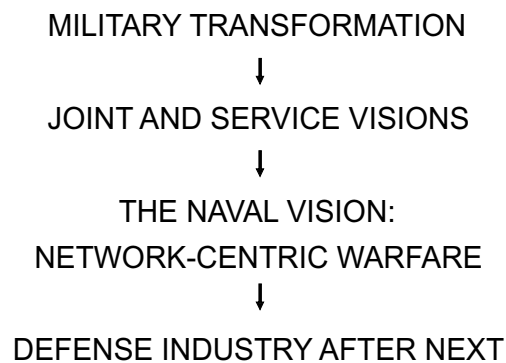 MILITARY TRANSFORMATION
JOINT AND SERVICE VISIONS
THE NAVAL VISION:
NETWORK-CENTRIC WARFARE
DEFENSE INDUSTRY AFTER NEXT